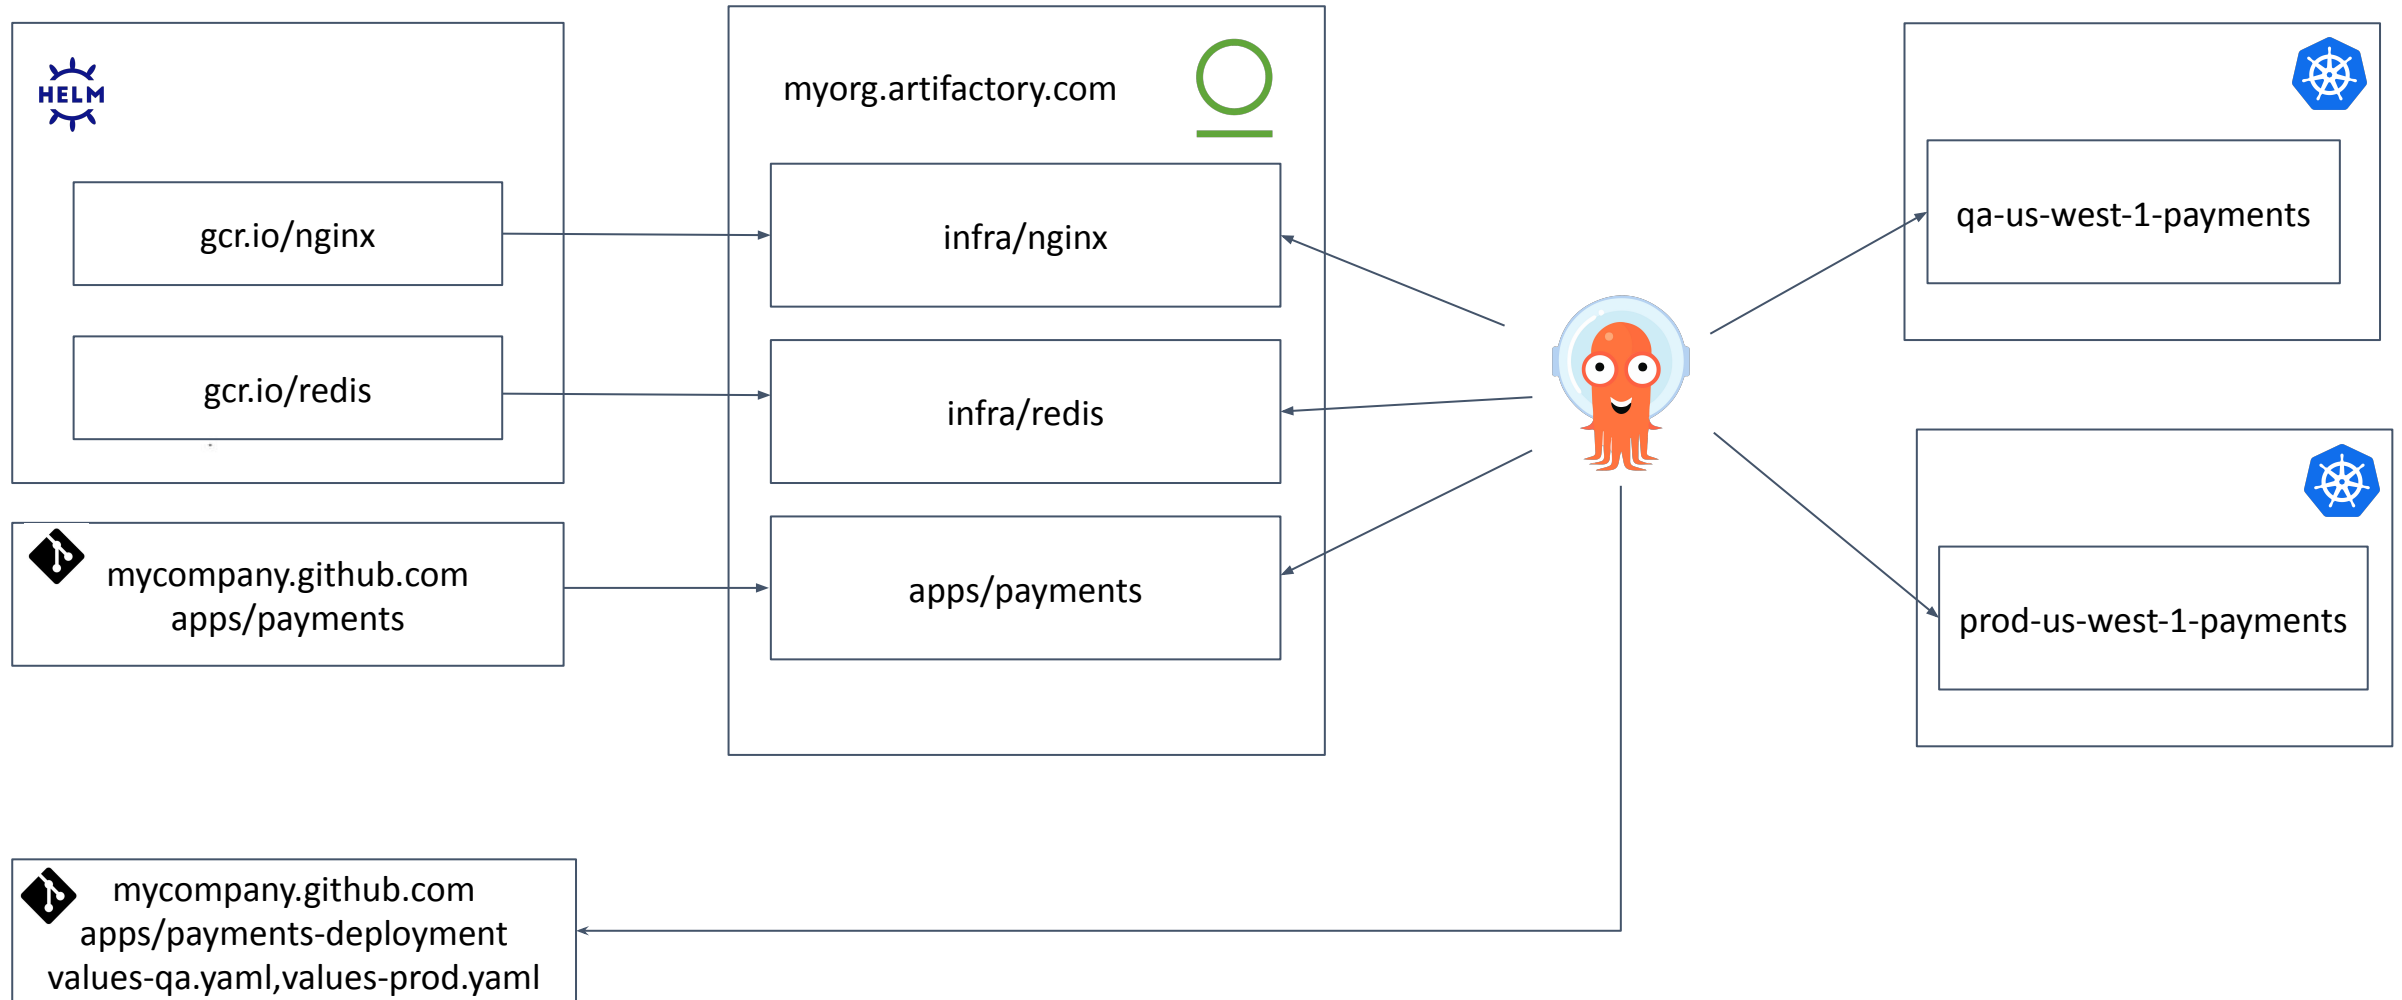 HELM
gcr.io/nginx
gcr.io/redis
mycompany.github.com
apps/payments
myorg.artifactory.com
infra/nginx
infra/redis
apps/payments
qa-us-west-1-payments
prod-us-west-1-payments
mycompany.github.com
apps/payments-deployment
values-qa.yaml,values-prod.yaml